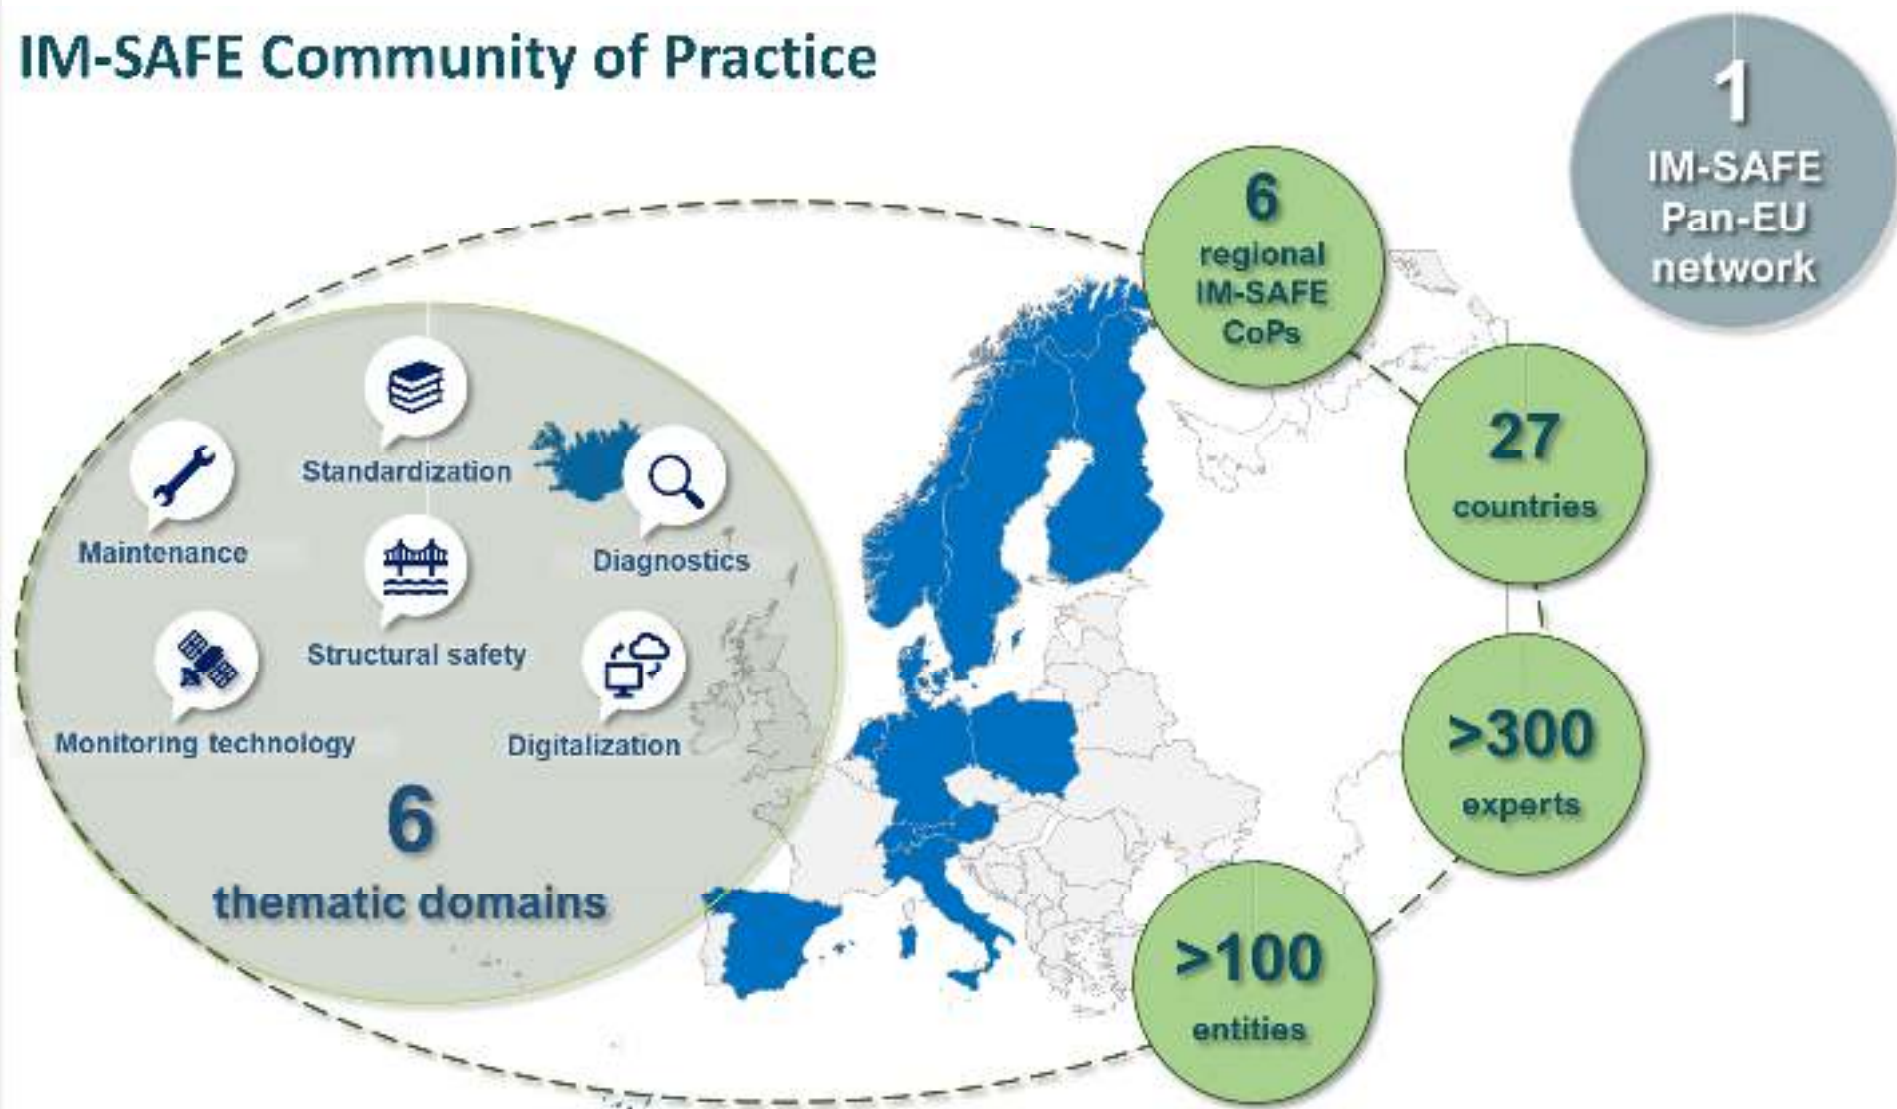 IM-SAFE Community of Practice
1
IM-SAFE
Pan-EU
network
6
regional
IM-SAFE
CoPs
27
countries
>300
experts
>100
entities
Standardization
Maintenance
Diagnostics
Structural safety
Monitoring technology
Digitalization
6
thematic domains